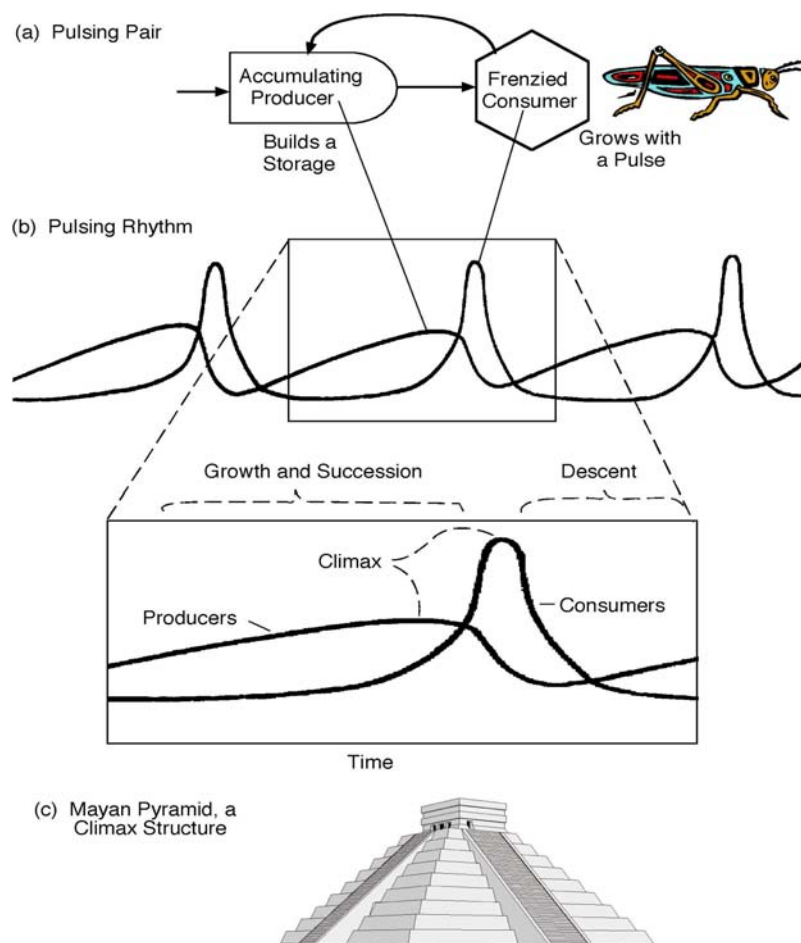 (a) Pulsing Pair
Accumulating
Producer
Frenzied
Consumer
Builds a
Storage
Grows with
a Pulse
(b) Pulsing Rhythm
Growth and Succession
Descent
Climax
Producers
Consumers
Time
(c) Mayan Pyramid, a
Climax Structure